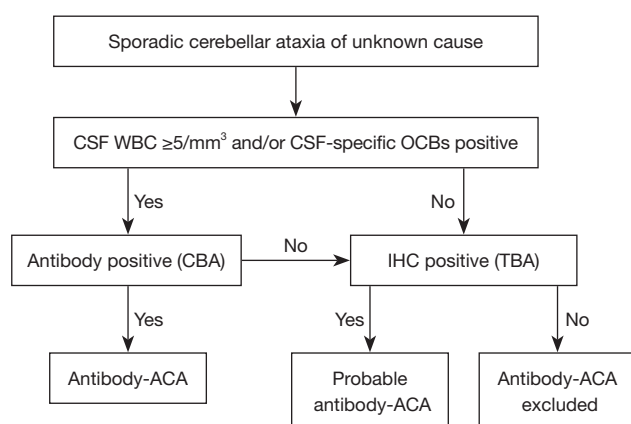 Sporadic cerebellar ataxia of unknown cause
CSF WBC ≥5/mm³ and/or CSF-specific OCBs positive
Yes
No
Antibody positive (CBA)
No
IHC positive (TBA)
Yes
Yes
No
Antibody-ACA
Probable
antibody-ACA
Antibody-ACA
excluded